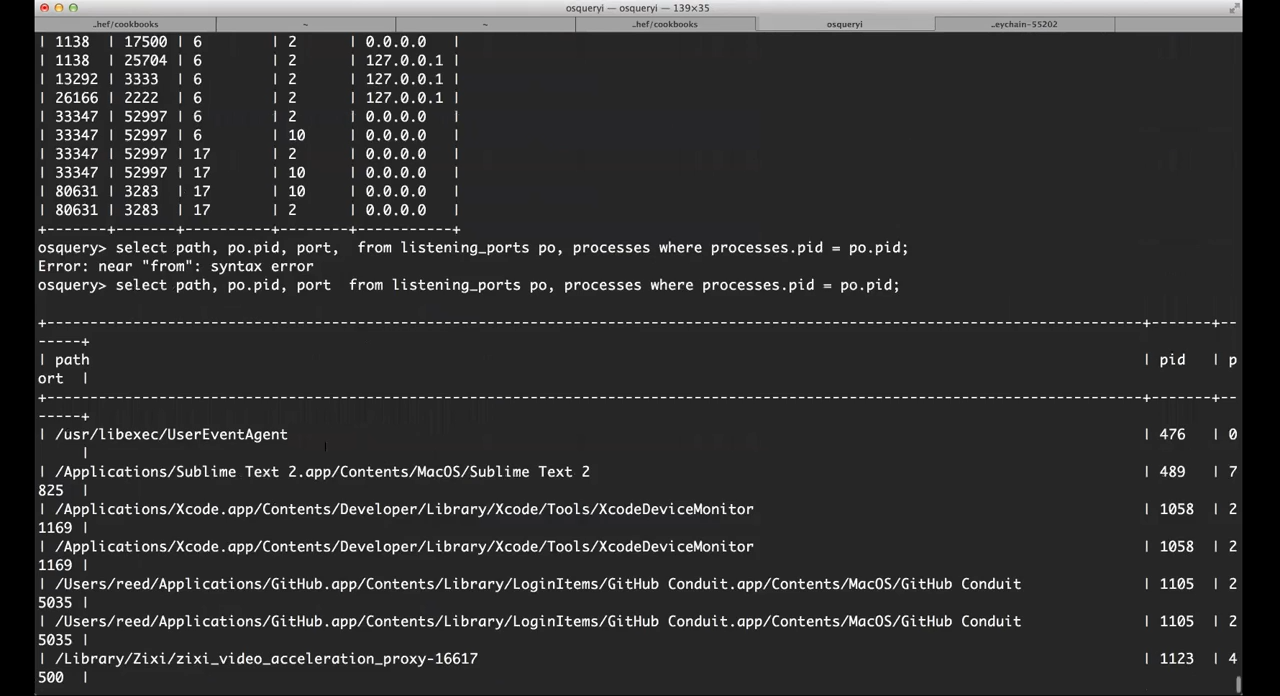 osqueryi — osqueryi — 139×35
..hef/cookbooks ~ ~ ..hef/cookbooks osqueryi ..eychain-55202
| 1138 | 17500 | 6 | 2 | 0.0.0.0 |
| 1138 | 25704 | 6 | 2 | 127.0.0.1 |
| 13292 | 3333 | 6 | 2 | 127.0.0.1 |
| 26166 | 2222 | 6 | 2 | 127.0.0.1 |
| 33347 | 52997 | 6 | 2 | 0.0.0.0 |
| 33347 | 52997 | 6 | 10 | 0.0.0.0 |
| 33347 | 52997 | 17 | 2 | 0.0.0.0 |
| 33347 | 52997 | 17 | 10 | 0.0.0.0 |
| 80631 | 3283 | 17 | 10 | 0.0.0.0 |
| 80631 | 3283 | 17 | 2 | 0.0.0.0 |
+-------+-------+----------+--------+-----------+
osquery> select path, po.pid, port,  from listening_ports po, processes where processes.pid = po.pid;
Error: near "from": syntax error
osquery> select path, po.pid, port  from listening_ports po, processes where processes.pid = po.pid;
+--------------------------------------------------------------------------------------------------------------------------------+-------+--
-----+
| path | pid | p
ort |
+--------------------------------------------------------------------------------------------------------------------------------+-------+--
-----+
| /usr/libexec/UserEventAgent | 476 | 0
|
| /Applications/Sublime Text 2.app/Contents/MacOS/Sublime Text 2 | 489 | 7
825 |
| /Applications/Xcode.app/Contents/Developer/Library/Xcode/Tools/XcodeDeviceMonitor | 1058 | 2
1169 |
| /Applications/Xcode.app/Contents/Developer/Library/Xcode/Tools/XcodeDeviceMonitor | 1058 | 2
1169 |
| /Users/reed/Applications/GitHub.app/Contents/Library/LoginItems/GitHub Conduit.app/Contents/MacOS/GitHub Conduit | 1105 | 2
5035 |
| /Users/reed/Applications/GitHub.app/Contents/Library/LoginItems/GitHub Conduit.app/Contents/MacOS/GitHub Conduit | 1105 | 2
5035 |
| /Library/Zixi/zixi_video_acceleration_proxy-16617 | 1123 | 4
500 |